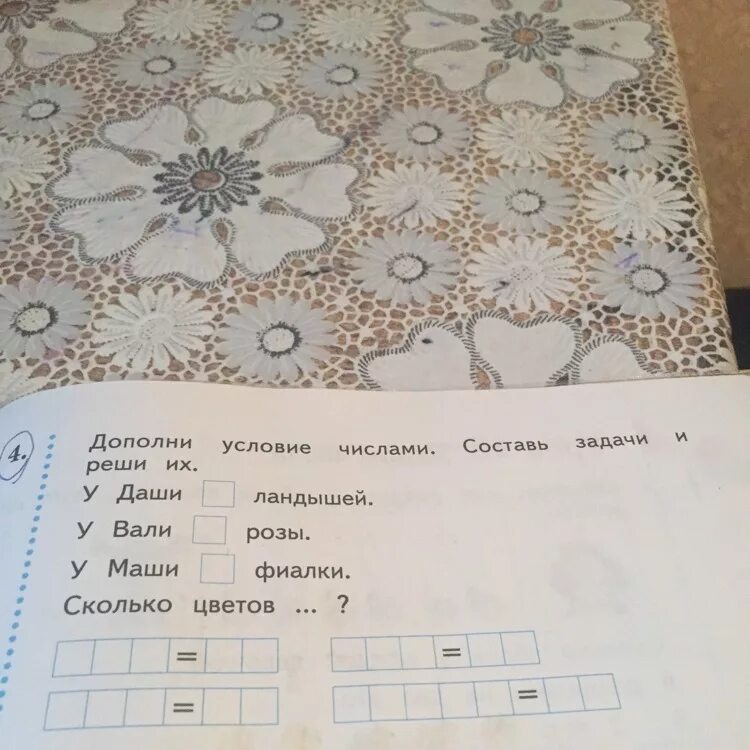 4. Дополни условие числами. Составь задачи и
реши их.
У Даши □ ландышей.
У Вали □ розы.
У Маши □ фиалки.
Сколько цветов ... ?
= =
= =